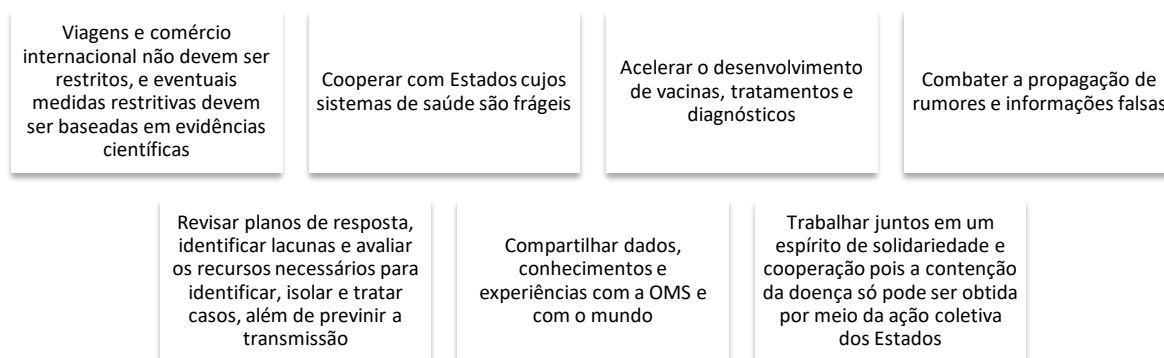 Viagens e comércio
internacional não devem ser
restritos, e eventuais
medidas restritivas devem
ser baseadas em evidências
científicas
Cooperar com Estados cujos
sistemas de saúde são frágeis
Acelerar o desenvolvimento
de vacinas, tratamentos e
diagnósticos
Combater a propagação de
rumores e informações falsas
Revisar planos de resposta,
identificar lacunas e avaliar
os recursos necessários para
identificar, isolar e tratar
casos, além de previnir a
transmissão
Compartilhar dados,
conhecimentos e
experiências com a OMS e
com o mundo
Trabalhar juntos em um
espírito de solidariedade e
cooperação pois a contenção
da doença só pode ser obtida
por meio da ação coletiva
dos Estados